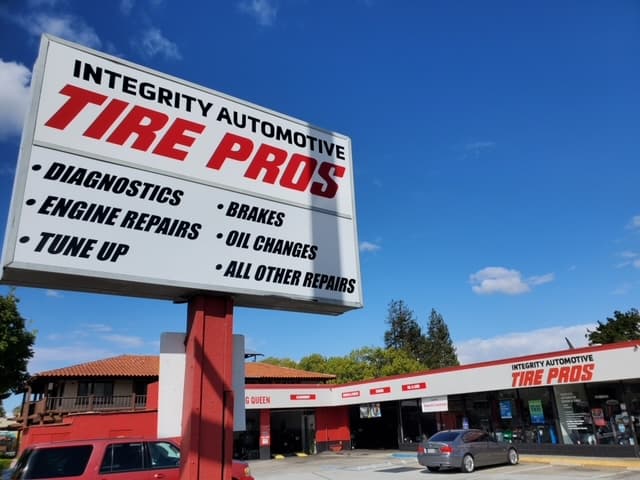 INTEGRITY AUTOMOTIVE
TIRE PROS
• DIAGNOSTICS
• ENGINE REPAIRS
• TUNE UP
• BRAKES
• OIL CHANGES
• ALL OTHER REPAIRS
G QUEEN
INTEGRITY AUTOMOTIVE
TIRE PROS